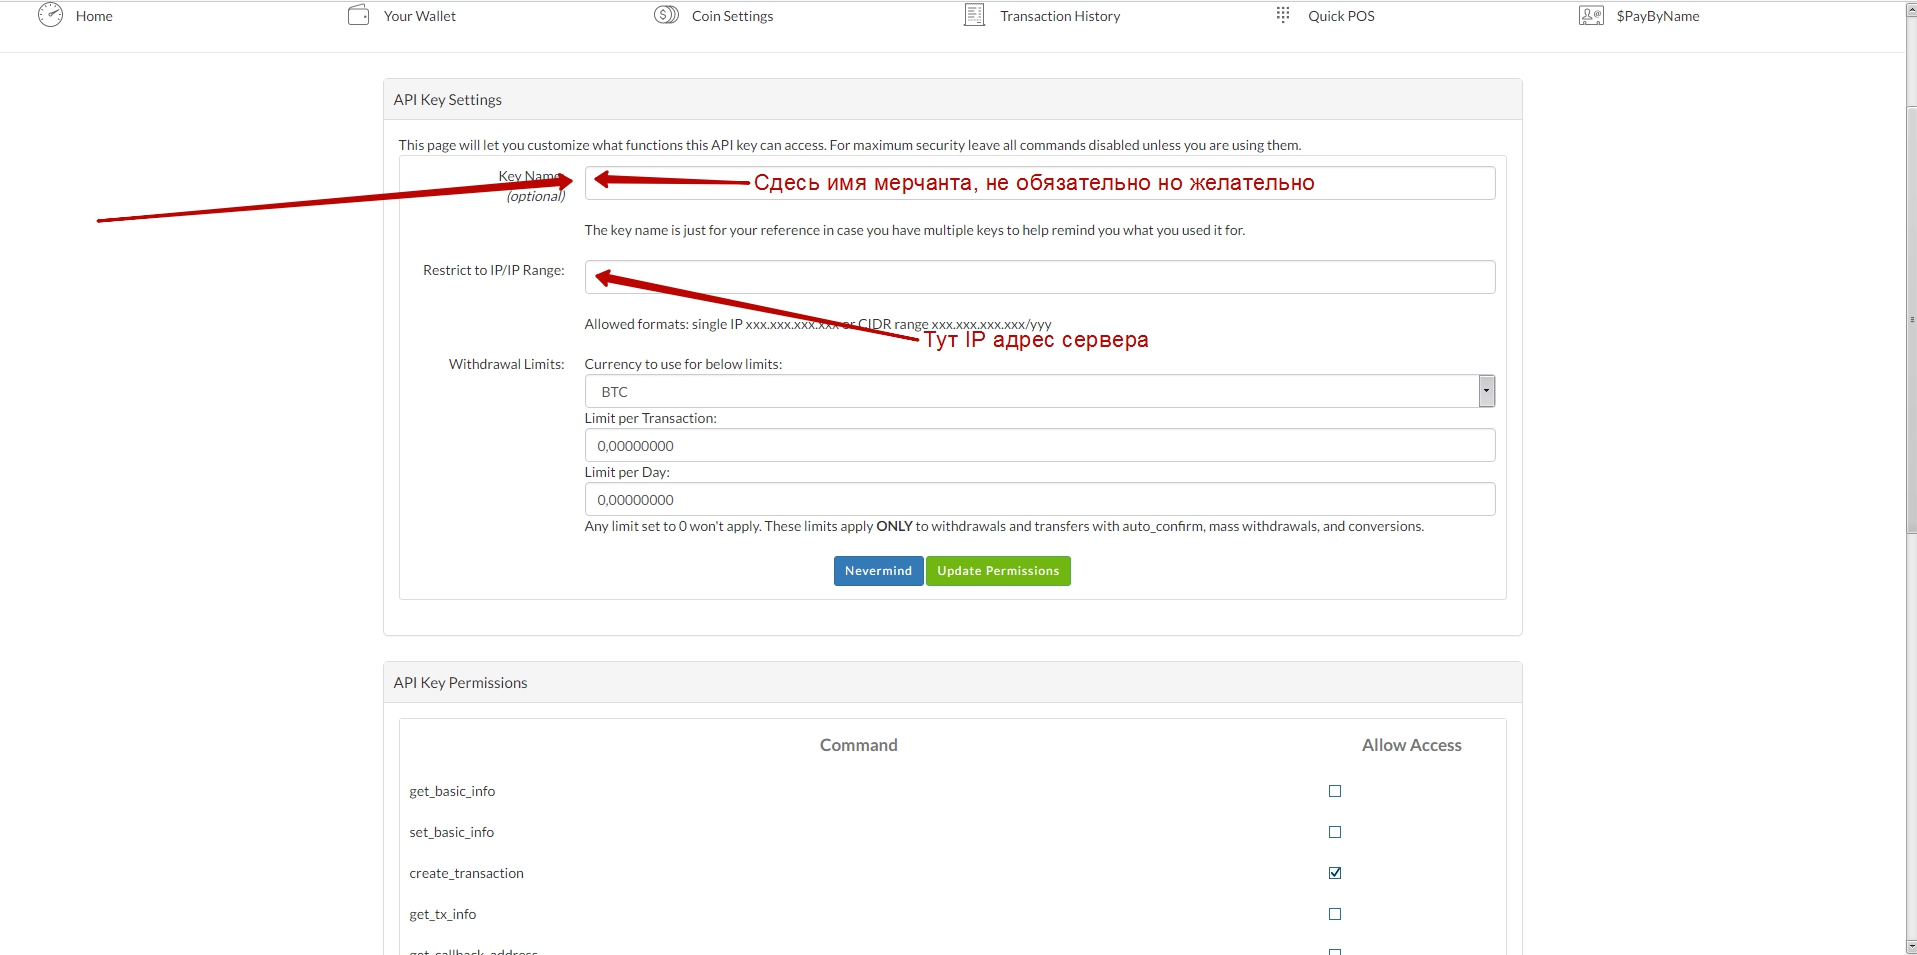 Home
Your Wallet
Coin Settings
Transaction History
Quick POS
$PayByName
API Key Settings
This page will let you customize what functions this API key can access. For maximum security leave all commands disabled unless you are using them.
Key Name
(optional)
Сдесь имя мерчанта, не обязательно но желательно
The key name is just for your reference in case you have multiple keys to help remind you what you used it for.
Restrict to IP/IP Range:
Allowed formats: single IP xxx.xxx.xxx.xxx or CIDR range xxx.xxx.xxx.xxx/yyy
Тут IP адрес сервера
Withdrawal Limits:
Currency to use for below limits:
BTC
Limit per Transaction:
0,00000000
Limit per Day:
0,00000000
Any limit set to 0 won't apply. These limits apply ONLY to withdrawals and transfers with auto_confirm, mass withdrawals, and conversions.
Nevermind
Update Permissions
API Key Permissions
Command
Allow Access
get_basic_info
set_basic_info
create_transaction
get_tx_info
get_callback_address